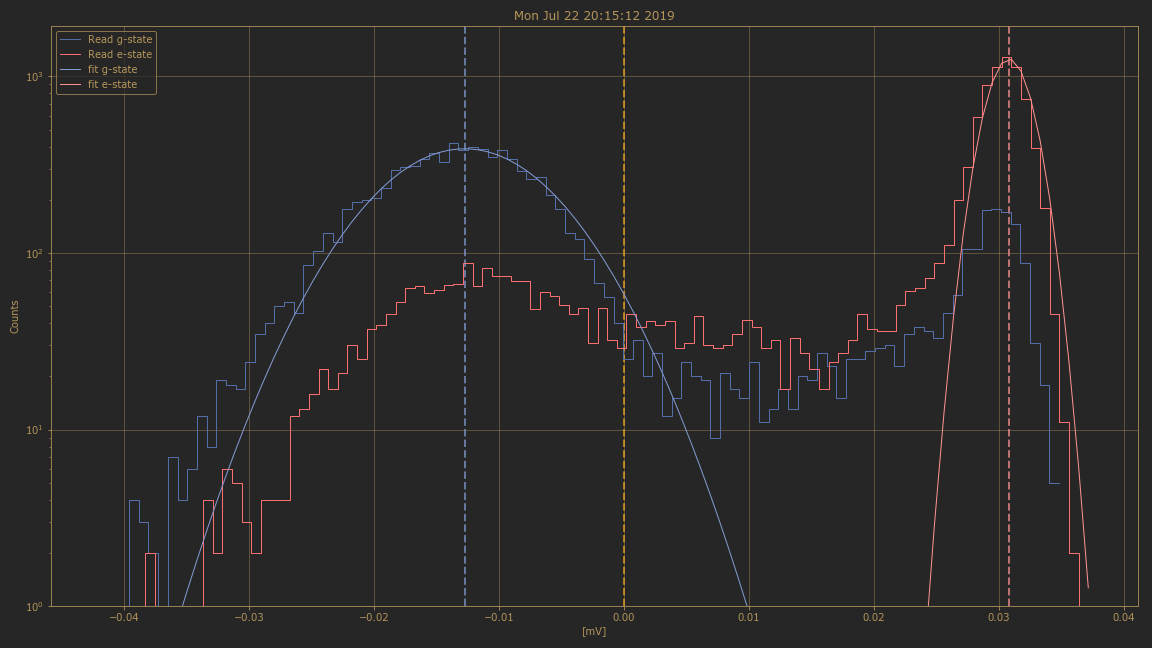 Mon Jul 22 20:15:12 2019
Read g-state
Read e-state
fit g-state
fit e-state
10³
10²
10¹
10⁰
Counts
−0.04 −0.03 −0.02 −0.01 0.00 0.01 0.02 0.03 0.04
[mV]